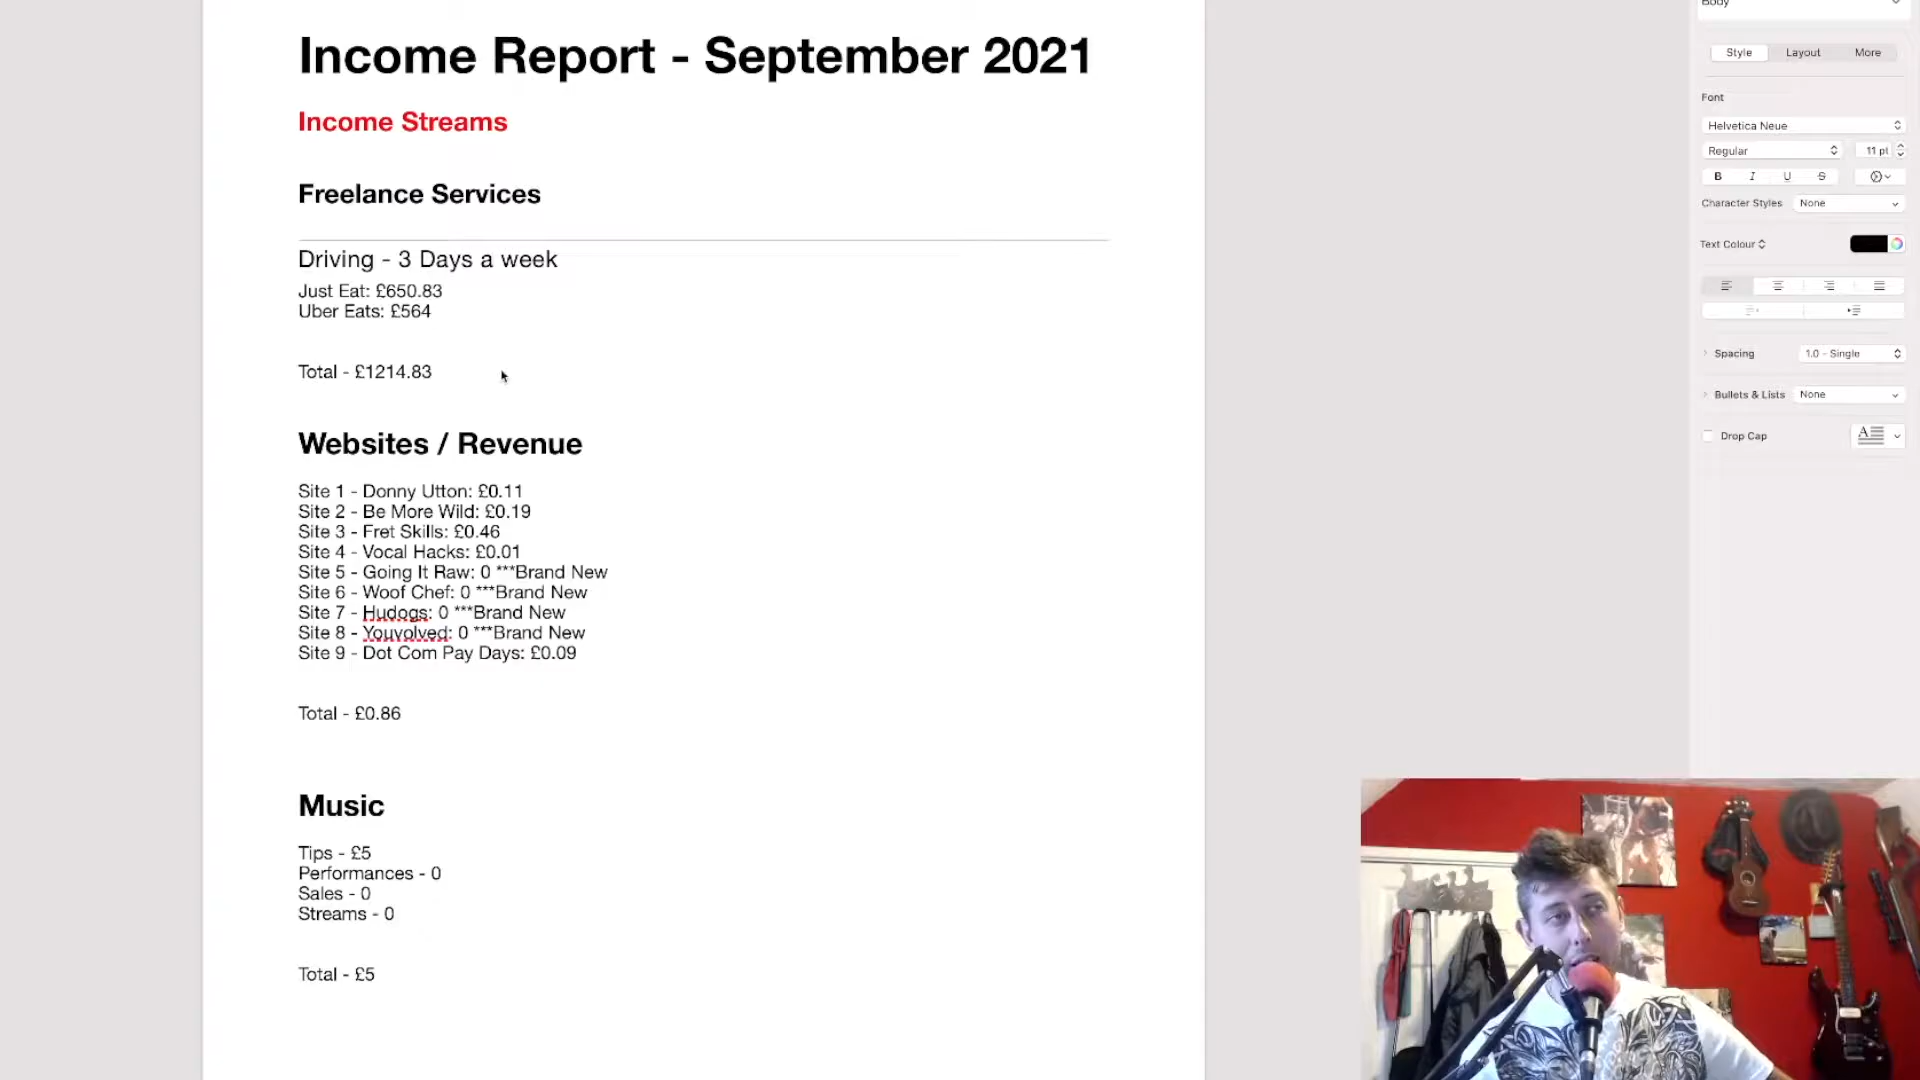 Income Report - September 2021
Income Streams
Freelance Services
Driving - 3 Days a week
Just Eat: £650.83
Uber Eats: £564
Total - £1214.83
Websites / Revenue
Site 1 - Donny Utton: £0.11
Site 2 - Be More Wild: £0.19
Site 3 - Fret Skills: £0.46
Site 4 - Vocal Hacks: £0.01
Site 5 - Going It Raw: 0 ***Brand New
Site 6 - Woof Chef: 0 ***Brand New
Site 7 - Hudogs: 0 ***Brand New
Site 8 - Youvolved: 0 ***Brand New
Site 9 - Dot Com Pay Days: £0.09
Total - £0.86
Music
Tips - £5
Performances - 0
Sales - 0
Streams - 0
Total - £5
Body
Style Layout More
Font
Helvetica Neue
Regular 11 pt
B I U S
Character Styles None
Text Colour
Spacing 1.0 - Single
Bullets & Lists None
Drop Cap A